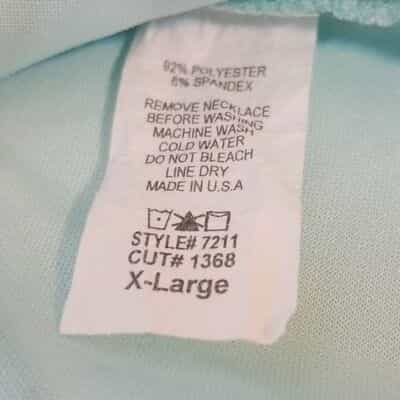 92% POLYESTER
8% SPANDEX
REMOVE NECKLACE
BEFORE WASHING
MACHINE WASH
COLD WATER
DO NOT BLEACH
LINE DRY
MADE IN U.S.A
STYLE# 7211
CUT# 1368
X-Large